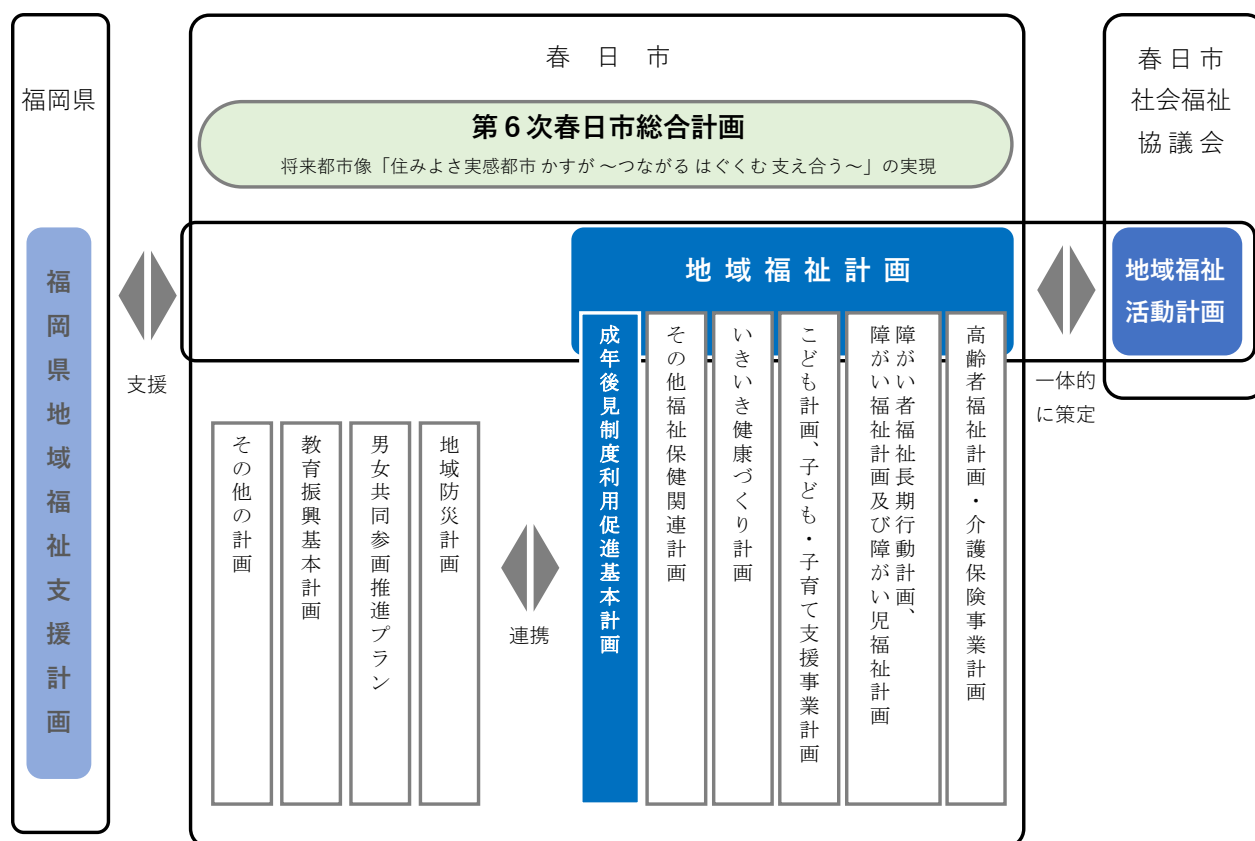 福岡県
福岡県地域福祉支援計画
支援
春日市
第６次春日市総合計画
将来都市像「住みよさ実感都市 かすが ～つながる はぐくむ 支え合う～」の実現
地域福祉計画
高齢者福祉計画・介護保険事業計画
障がい者福祉長期行動計画、
障がい福祉計画及び障がい児福祉計画
こども計画、子ども・子育て支援事業計画
いきいき健康づくり計画
その他福祉保健関連計画
成年後見制度利用促進基本計画
連携
地域防災計画
男女共同参画推進プラン
教育振興基本計画
その他の計画
一体的
に策定
春日市
社会福祉
協議会
地域福祉
活動計画